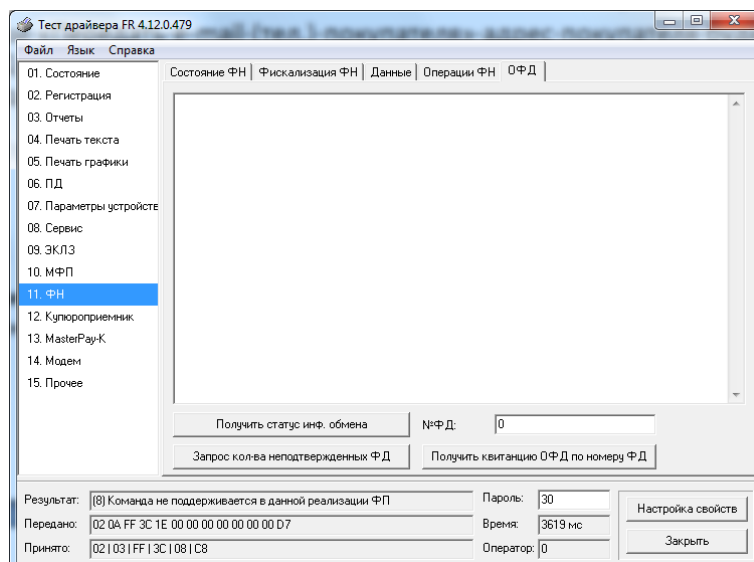 Тест драйвера FR 4.12.0.479
Файл Язык Справка
01. Состояние
02. Регистрация
03. Отчеты
04. Печать текста
05. Печать графики
06. ПД
07. Параметры устройств
08. Сервис
09. ЭКЛЗ
10. МФП
11. ФН
12. Купюроприемник
13. MasterPay-K
14. Модем
15. Прочее
Состояние ФН Фискализация ФН Данные Операции ФН ОФД
Получить статус инф. обмена №ФД: 0
Запрос кол-ва неподтвержденных ФД Получить квитанцию ОФД по номеру ФД
Результат: (8) Команда не поддерживается в данной реализации ФП Пароль: 30
Настройка свойств
Передано: 02 0A FF 3C 1E 00 00 00 00 00 00 00 D7 Время: 3619 мс
Принято: 02 | 03 | FF | 3C | 08 | C8 Оператор: 0
Закрыть